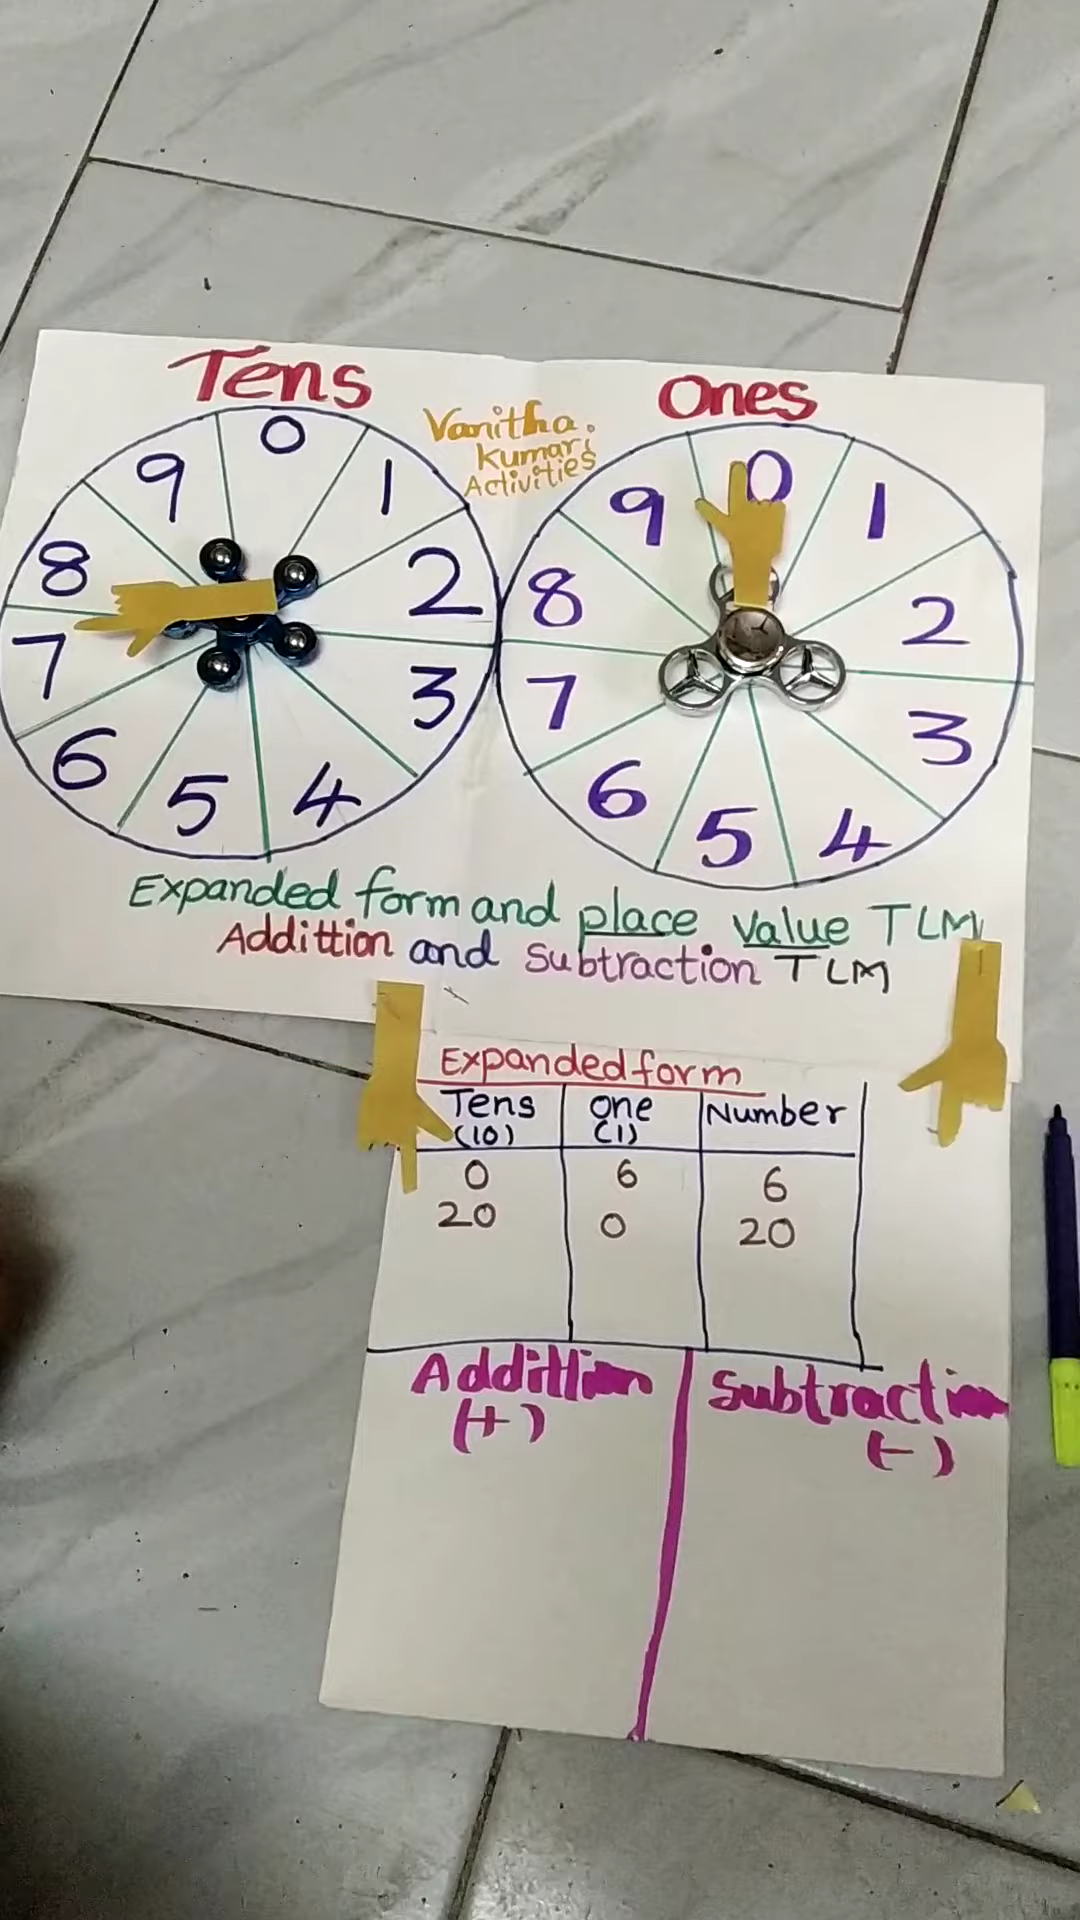 Tens
Ones
Vanitha.
kumari
Activities
0
1
2
3
4
5
6
7
8
9
0
1
2
3
4
5
6
7
8
9
Expanded form and place value TLM
Addittion and Subtraction TLM
Expanded form
Tens one Number
(10) (1)
0 6 6
20 0 20
Addittion Subtraction
(+) (-)